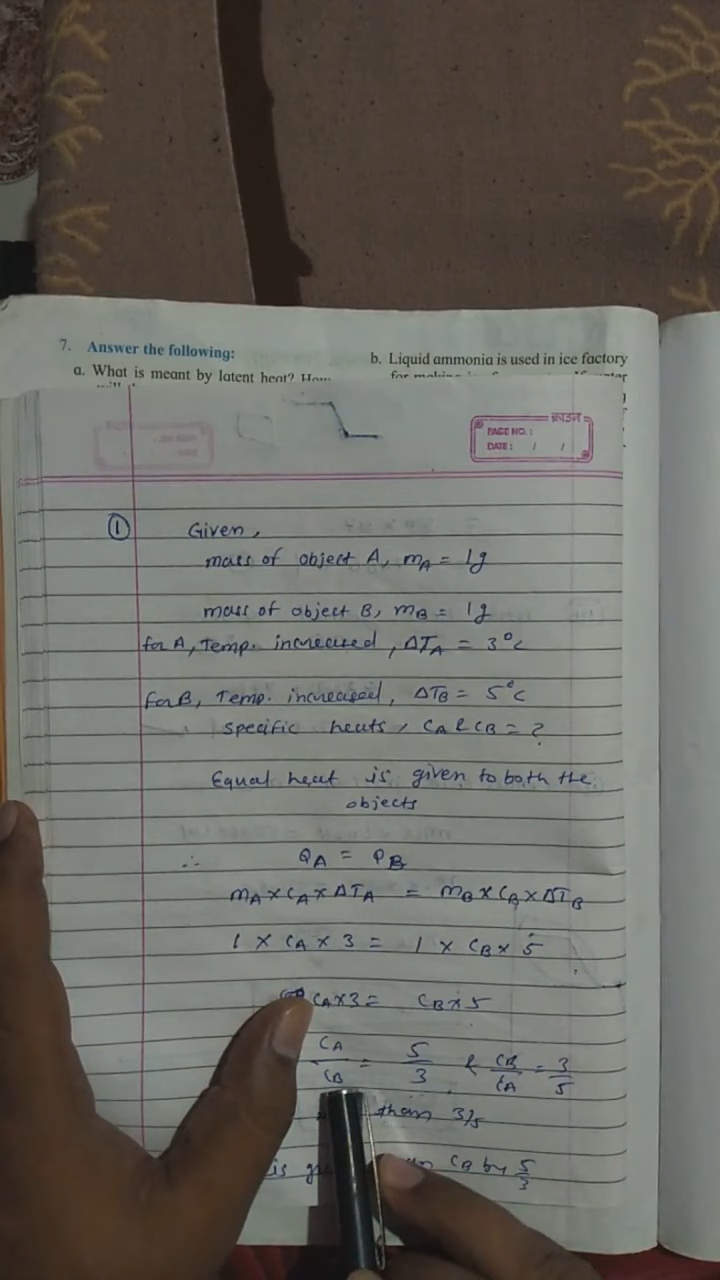 7. Answer the following:
a. What is meant by latent heat? How
b. Liquid ammonia is used in ice factory
क्राउन
PAGE NO. :
DATE : / /
① Given,
mass of object A, mA = 1g
mass of object B, mB = 1g
for A, Temp. increased, ΔTA = 3°c
for B, Temp. increased, ΔTB = 5°c
specific heats, CA & CB = ?
Equal heat is given to both the
objects
∴ QA = QB
mA × CA × ΔTA = mB × CB × ΔTB
1 × CA × 3 = 1 × CB × 5
CA×3 = CB×5
CA/CB = 5/3 & CB/CA = 3/5
than 3/5
is CB by 5/3